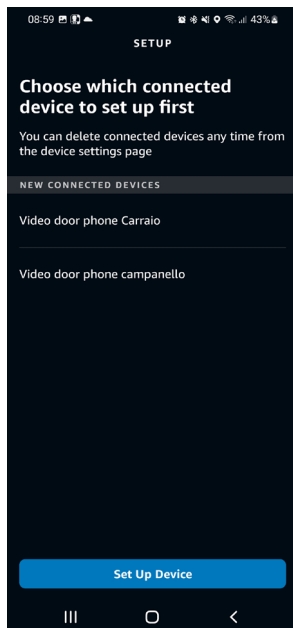 08:59 43%
SETUP
Choose which connected
device to set up first
You can delete connected devices any time from
the device settings page
NEW CONNECTED DEVICES
Video door phone Carraio
Video door phone campanello
Set Up Device